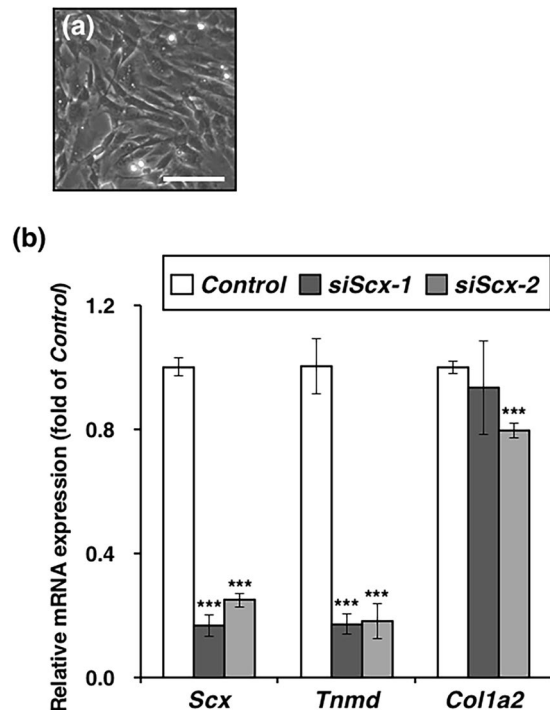 (a)
(b)
Control siScx-1 siScx-2
Relative mRNA expression (fold of Control)
1.2
0.8
0.4
0.0
***
***
***
***
***
Scx Tnmd Col1a2